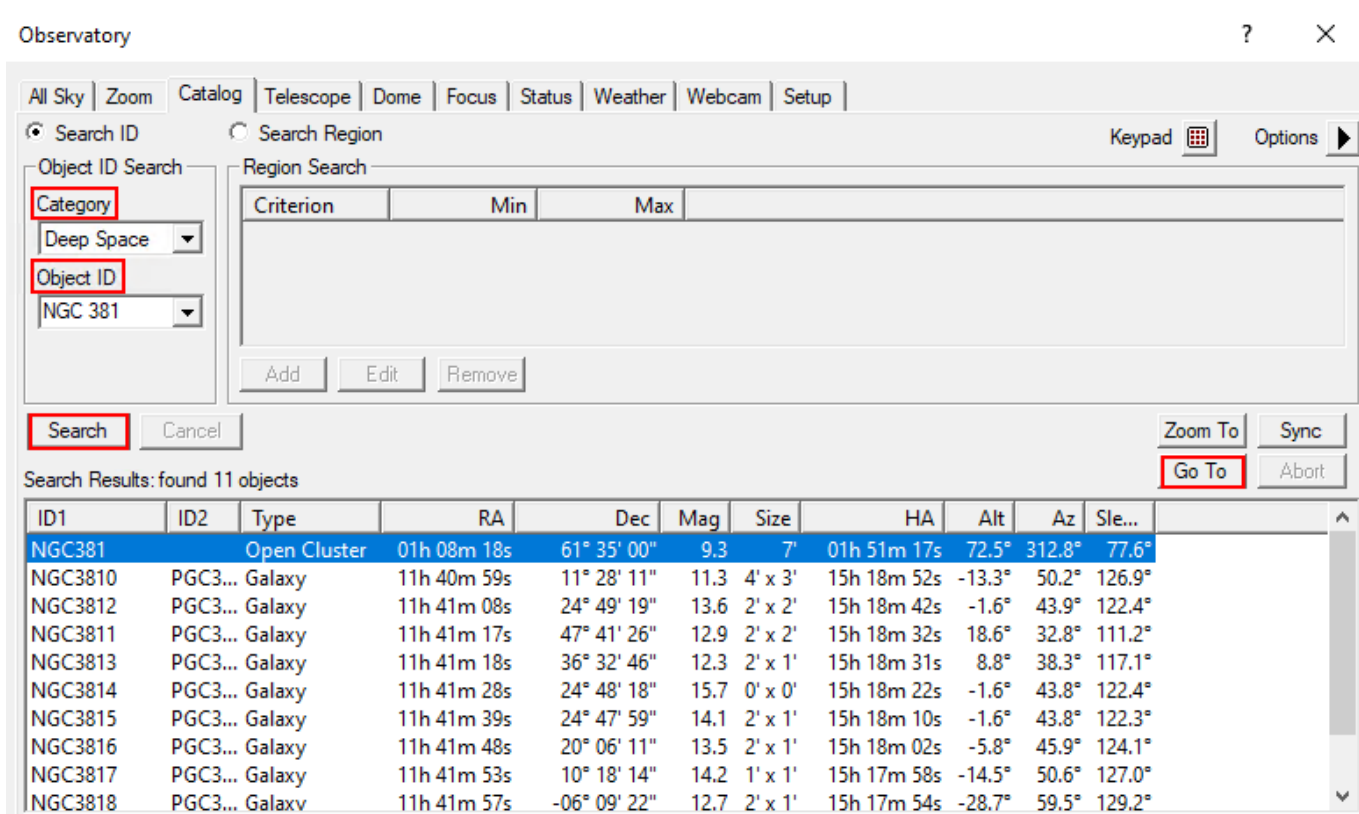 Observatory ?
All Sky Zoom Catalog Telescope Dome Focus Status Weather Webcam Setup
Search ID Search Region Keypad Options
Object ID Search Region Search
Category Criterion Min Max
Deep Space
Object ID
NGC 381
Add Edit Remove
Search Cancel Zoom To Sync
Search Results: found 11 objects Go To Abort
ID1 ID2 Type RA Dec Mag Size HA Alt Az Sle...
NGC381 Open Cluster 01h 08m 18s 61° 35' 00" 9.3 7' 01h 51m 17s 72.5° 312.8° 77.6°
NGC3810 PGC3... Galaxy 11h 40m 59s 11° 28' 11" 11.3 4' x 3' 15h 18m 52s -13.3° 50.2° 126.9°
NGC3812 PGC3... Galaxy 11h 41m 08s 24° 49' 19" 13.6 2' x 2' 15h 18m 42s -1.6° 43.9° 122.4°
NGC3811 PGC3... Galaxy 11h 41m 17s 47° 41' 26" 12.9 2' x 2' 15h 18m 32s 18.6° 32.8° 111.2°
NGC3813 PGC3... Galaxy 11h 41m 18s 36° 32' 46" 12.3 2' x 1' 15h 18m 31s 8.8° 38.3° 117.1°
NGC3814 PGC3... Galaxy 11h 41m 28s 24° 48' 18" 15.7 0' x 0' 15h 18m 22s -1.6° 43.8° 122.4°
NGC3815 PGC3... Galaxy 11h 41m 39s 24° 47' 59" 14.1 2' x 1' 15h 18m 10s -1.6° 43.8° 122.3°
NGC3816 PGC3... Galaxy 11h 41m 48s 20° 06' 11" 13.5 2' x 1' 15h 18m 02s -5.8° 45.9° 124.1°
NGC3817 PGC3... Galaxy 11h 41m 53s 10° 18' 14" 14.2 1' x 1' 15h 17m 58s -14.5° 50.6° 127.0°
NGC3818 PGC3... Galaxy 11h 41m 57s -06° 09' 22" 12.7 2' x 1' 15h 17m 54s -28.7° 59.5° 129.2°